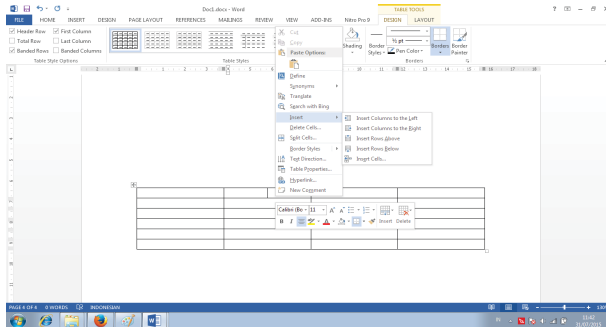 Doc1.docx - Word
TABLE TOOLS
FILE HOME INSERT DESIGN PAGE LAYOUT REFERENCES MAILINGS REVIEW VIEW ADD-INS Nitro Pro 9 DESIGN LAYOUT
Header Row First Column
Total Row Last Column
Banded Rows Banded Columns
Table Style Options
Table Styles
Shading
Border Styles
½ pt
Pen Color
Borders
Border Painter
Borders
Cut
Copy
Paste Options:
Define
Synonyms
Translate
Search with Bing
Insert
Delete Cells...
Split Cells...
Border Styles
Text Direction...
Table Properties...
Hyperlink...
New Comment
Insert Columns to the Left
Insert Columns to the Right
Insert Rows Above
Insert Rows Below
Insert Cells...
Calibri (Bo 11
B I Insert Delete
PAGE 6 OF 6 0 WORDS INDONESIAN
130%
IN
11:42
31/07/2015